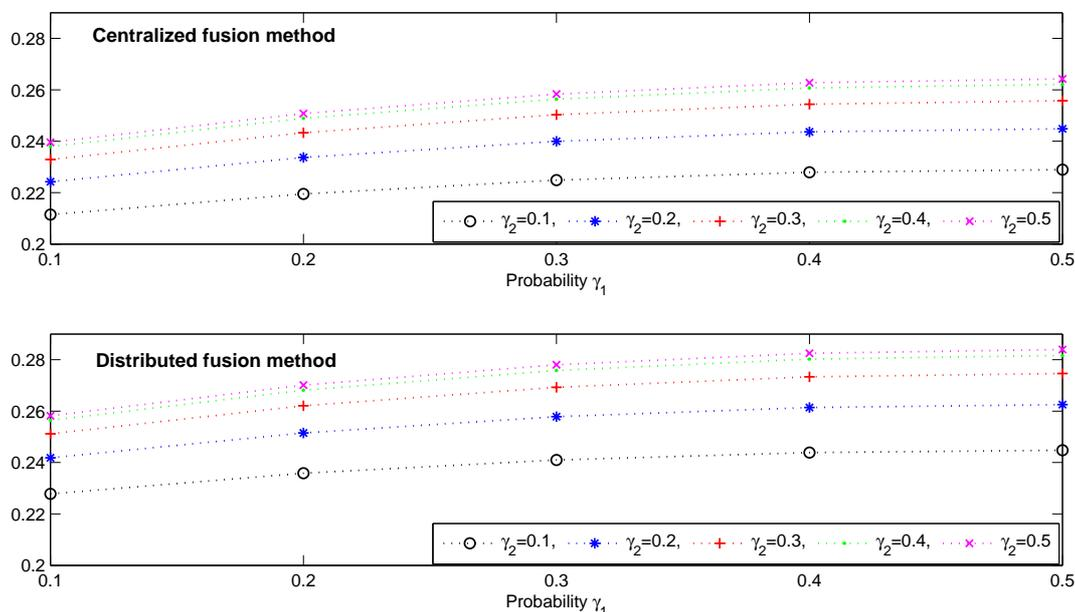 Centralized fusion method
0.28
0.26
0.24
0.22
0.2
γ2=0.1, γ2=0.2, γ2=0.3, γ2=0.4, γ2=0.5
0.1 0.2 0.3 0.4 0.5
Probability γ1
Distributed fusion method
0.28
0.26
0.24
0.22
0.2
γ2=0.1, γ2=0.2, γ2=0.3, γ2=0.4, γ2=0.5
0.1 0.2 0.3 0.4 0.5
Probability γ1